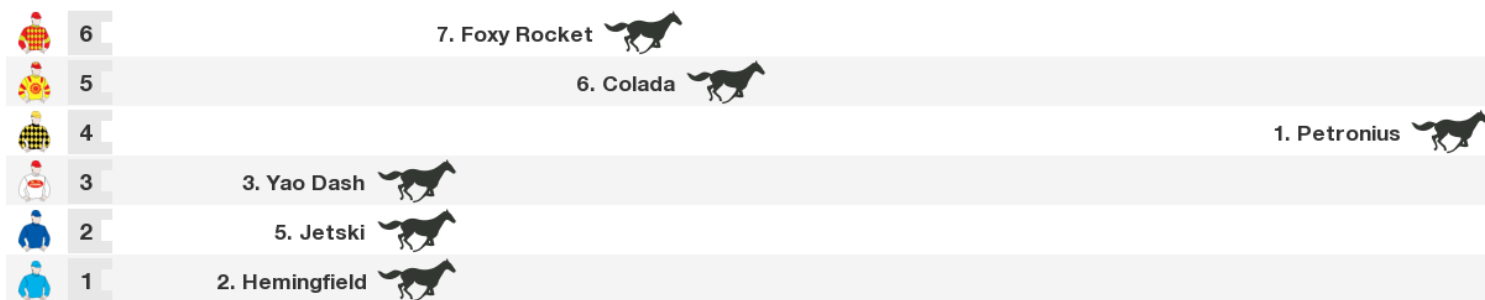 6 7. Foxy Rocket
5 6. Colada
4 1. Petronius
3 3. Yao Dash
2 5. Jetski
1 2. Hemingfield